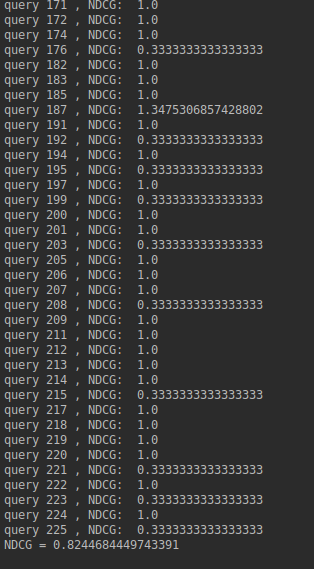 query 171 , NDCG:  1.0
query 172 , NDCG:  1.0
query 174 , NDCG:  1.0
query 176 , NDCG:  0.3333333333333333
query 182 , NDCG:  1.0
query 183 , NDCG:  1.0
query 185 , NDCG:  1.0
query 187 , NDCG:  1.3475306857428802
query 191 , NDCG:  1.0
query 192 , NDCG:  0.3333333333333333
query 194 , NDCG:  1.0
query 195 , NDCG:  0.3333333333333333
query 197 , NDCG:  1.0
query 199 , NDCG:  0.3333333333333333
query 200 , NDCG:  1.0
query 201 , NDCG:  1.0
query 203 , NDCG:  0.3333333333333333
query 205 , NDCG:  1.0
query 206 , NDCG:  1.0
query 207 , NDCG:  1.0
query 208 , NDCG:  0.3333333333333333
query 209 , NDCG:  1.0
query 211 , NDCG:  1.0
query 212 , NDCG:  1.0
query 213 , NDCG:  1.0
query 214 , NDCG:  1.0
query 215 , NDCG:  0.3333333333333333
query 217 , NDCG:  1.0
query 218 , NDCG:  1.0
query 219 , NDCG:  1.0
query 220 , NDCG:  1.0
query 221 , NDCG:  0.3333333333333333
query 222 , NDCG:  1.0
query 223 , NDCG:  0.3333333333333333
query 224 , NDCG:  1.0
query 225 , NDCG:  0.3333333333333333
NDCG = 0.8244684449743391